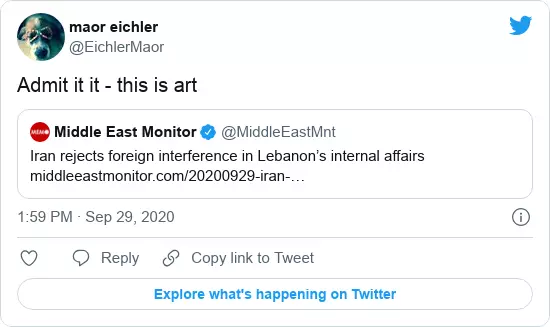 maor eichler
@EichlerMaor
Admit it it - this is art
MEMO
Middle East Monitor @MiddleEastMnt
Iran rejects foreign interference in Lebanon’s internal affairs
middleeastmonitor.com/20200929-iran-…
1:59 PM · Sep 29, 2020
Reply Copy link to Tweet
Explore what's happening on Twitter